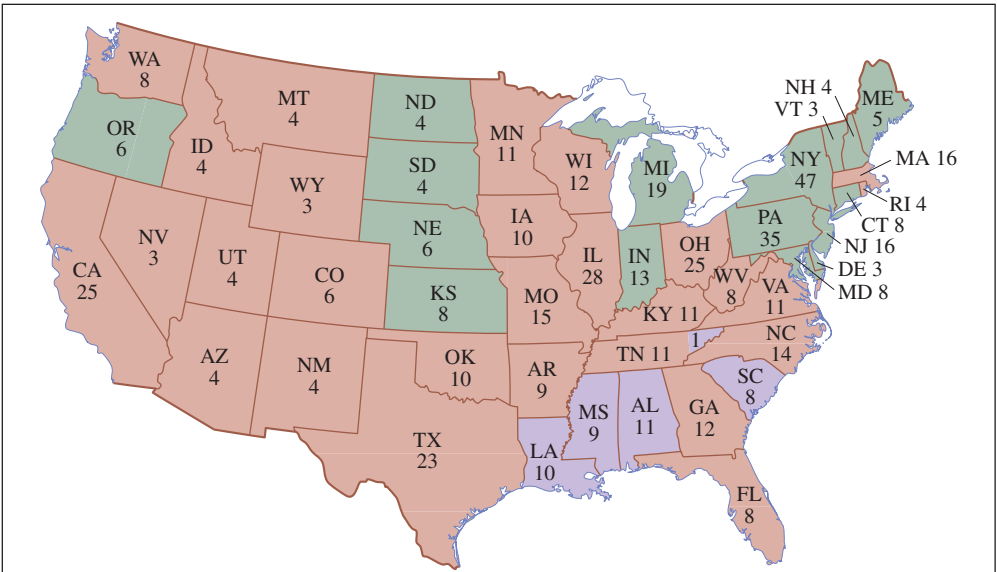 WA
8
OR
6
MT
4
ID
4
WY
3
ND
4
SD
4
NE
6
KS
8
MN
11
WI
12
IA
10
MI
19
NH 4
VT 3
ME
5
NY
47
MA 16
RI 4
CT 8
NJ 16
DE 3
MD 8
PA
35
CA
25
NV
3
UT
4
CO
6
AZ
4
NM
4
OK
10
TX
23
MO
15
AR
9
LA
10
IL
28
IN
13
OH
25
WV
8
VA
11
KY 11
TN 11
1
NC
14
SC
8
MS
9
AL
11
GA
12
FL
8